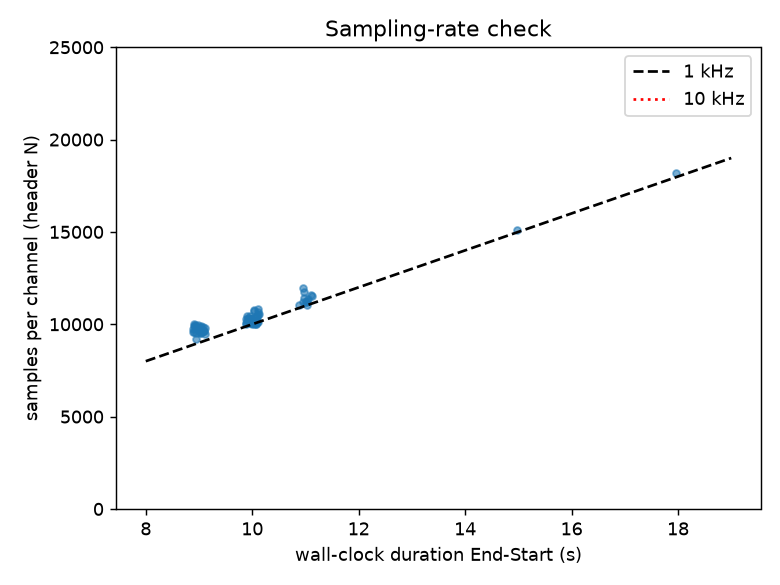 Sampling-rate check
25000
20000
15000
10000
5000
0
samples per channel (header N)
1 kHz
10 kHz
8 10 12 14 16 18
wall-clock duration End-Start (s)